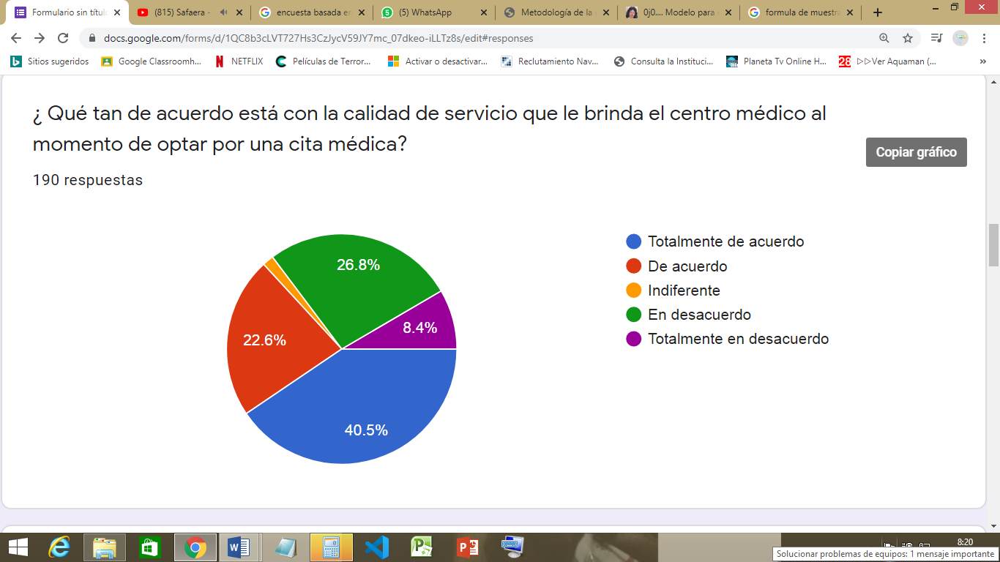 Formulario sin títul
(815) Safaera -
encuesta basada en
(5) WhatsApp
Metodología de la
0j0.... Modelo para
formula de muestra
docs.google.com/forms/d/1QC8b3cLVT727Hs3CzJycV59JY7mc_07dkeo-iLLTz8s/edit#responses
Sitios sugeridos
Google Classroomh...
NETFLIX
Películas de Terror...
Activar o desactivar...
Reclutamiento Nav...
Consulta la Instituci...
Planeta Tv Online H...
28
▷▷Ver Aquaman (...
»
¿ Qué tan de acuerdo está con la calidad de servicio que le brinda el centro médico al
momento de optar por una cita médica?
Copiar gráfico
190 respuestas
26.8%
8.4%
22.6%
40.5%
Totalmente de acuerdo
De acuerdo
Indiferente
En desacuerdo
Totalmente en desacuerdo
8:20
Solucionar problemas de equipos: 1 mensaje importante